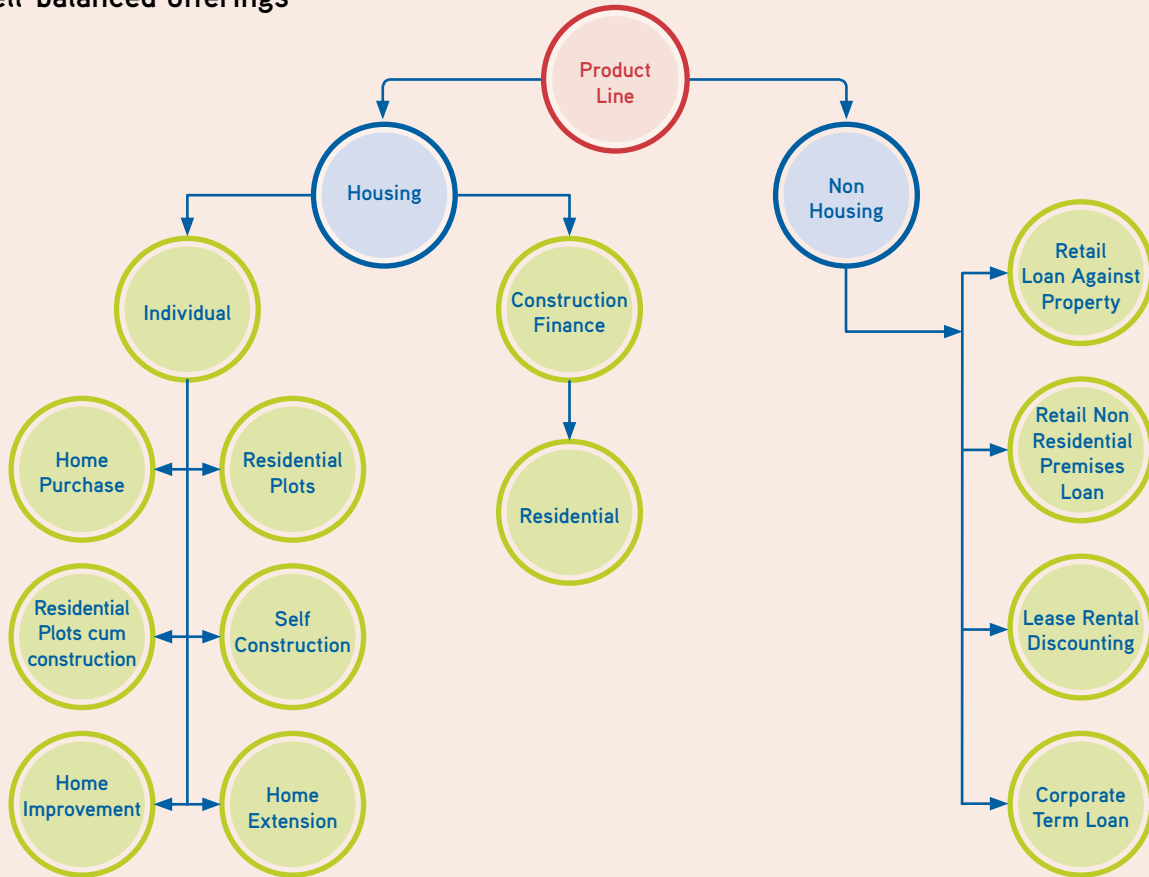 balanced offerings
Product
Line
Housing
Non
Housing
Individual
Construction
Finance
Retail
Loan Against
Property
Home
Purchase
Residential
Plots
Residential
Retail Non
Residential
Premises
Loan
Residential
Plots cum
construction
Self
Construction
Lease Rental
Discounting
Home
Improvement
Home
Extension
Corporate
Term Loan